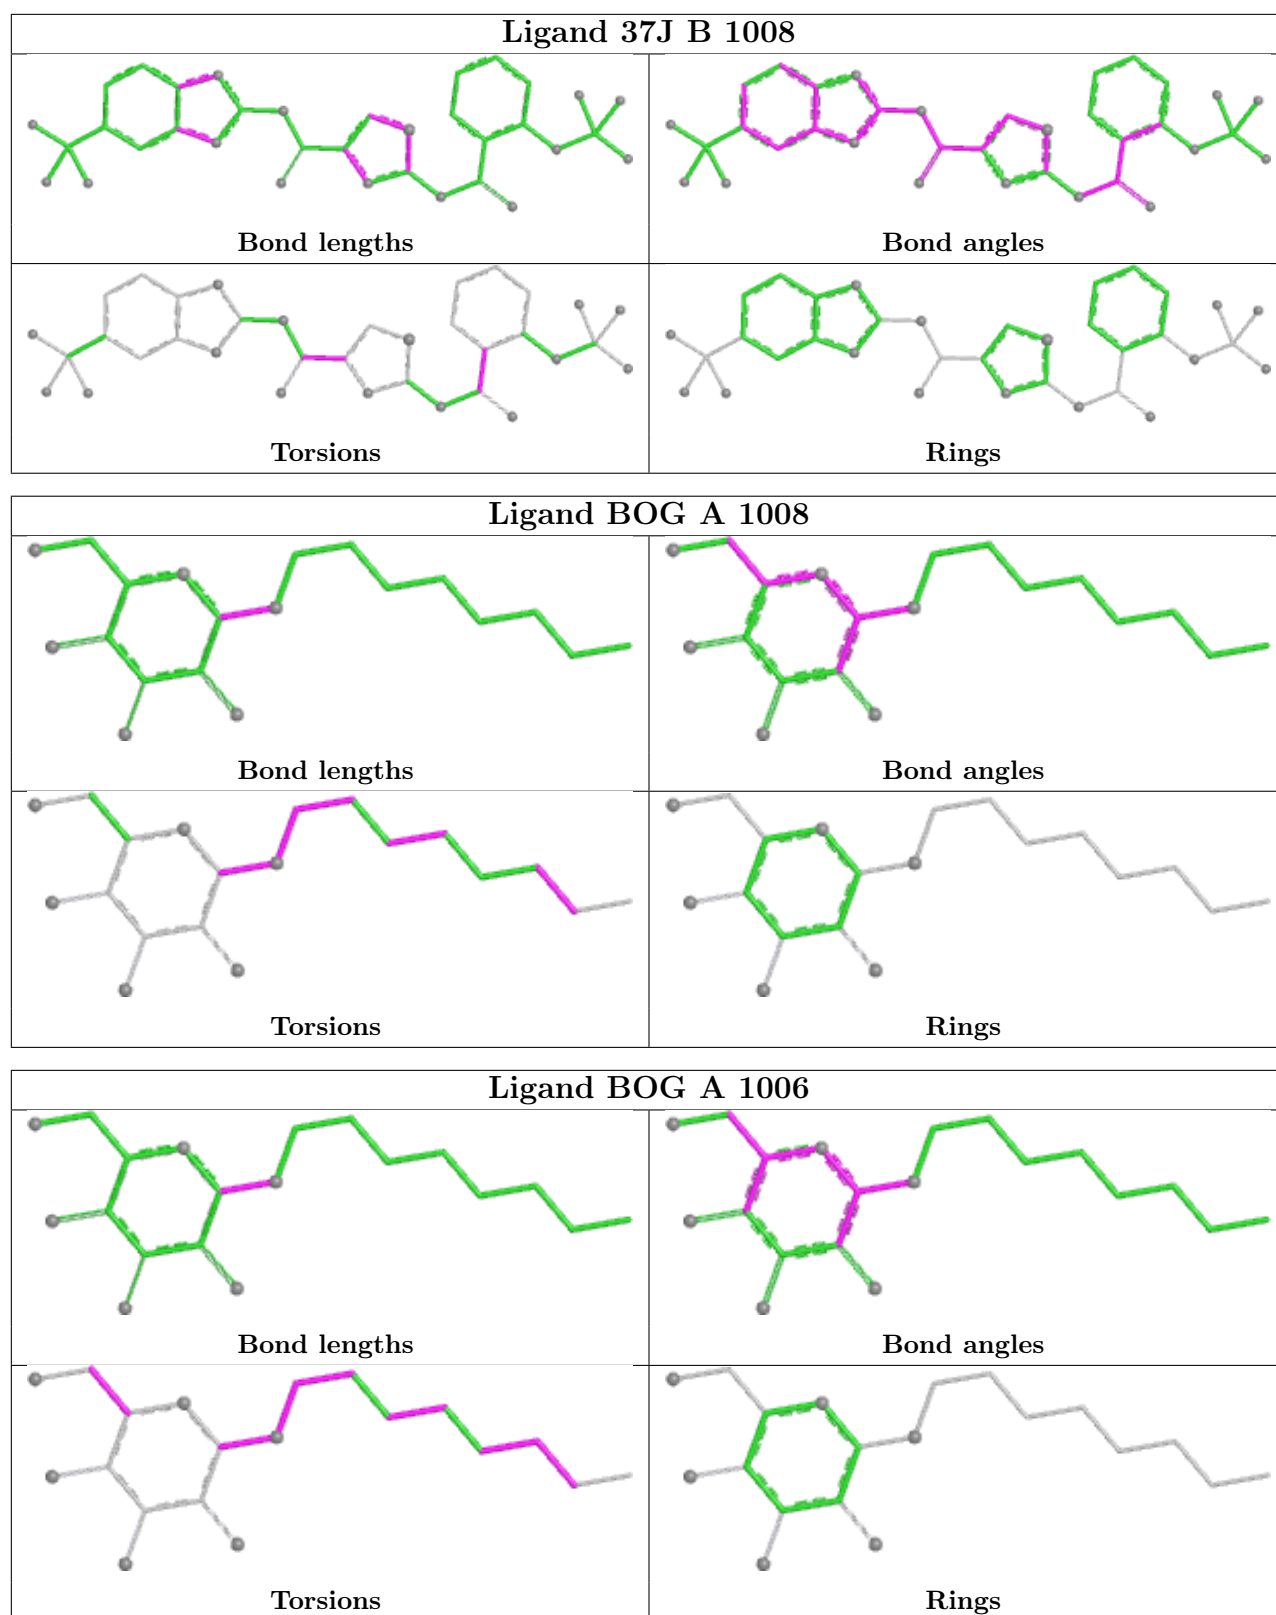 Ligand 37J B 1008
Bond lengths
Bond angles
Torsions
Rings
Ligand BOG A 1008
Bond lengths
Bond angles
Torsions
Rings
Ligand BOG A 1006
Bond lengths
Bond angles
Torsions
Rings